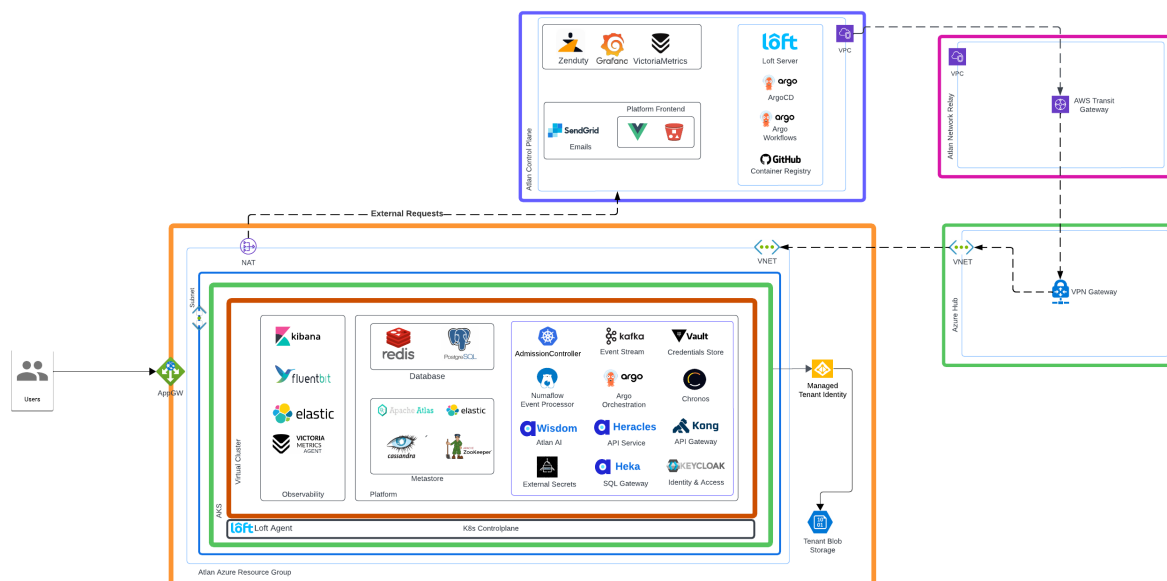 Atlan Control Plane
Zenduty
Grafanc
VictoriaMetrics
Platform Frontend
SendGrid
Emails
löft
Loft Server
argo
ArgoCD
argo
Argo
Workflows
GitHub
Container Registry
VPC
Atlan Network Relay
VPC
AWS Transit
Gateway
External Requests
NAT
VNET
Azure Hub
VNET
VPN Gateway
Users
AppGW
Subnet
AKS
Virtual Cluster
kibana
fluentbit
elastic
VICTORIA
METRICS
AGENT
Observability
redis
PostgreSQL
Database
Apache Atlas
elastic
cassandra
ZooKeeper
Metastore
Platform
AdmissionController
kafka
Event Stream
Vault
Credentials Store
Numaflow
Event Processor
argo
Argo
Orchestration
Chronos
Wisdom
Atlan AI
Heracles
API Service
Kong
API Gateway
External Secrets
Heka
SQL Gateway
KEYCLOAK
Identity & Access
löft Loft Agent
K8s Controlplane
Managed
Tenant Identity
10
01
Tenant Blob
Storage
Atlan Azure Resource Group